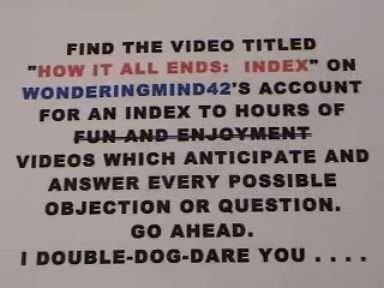 FIND THE VIDEO TITLED
"HOW IT ALL ENDS: INDEX" ON
WONDERINGMIND42'S ACCOUNT
FOR AN INDEX TO HOURS OF
FUN AND ENJOYMENT
VIDEOS WHICH ANTICIPATE AND
ANSWER EVERY POSSIBLE
OBJECTION OR QUESTION.
GO AHEAD.
I DOUBLE-DOG-DARE YOU . . . .